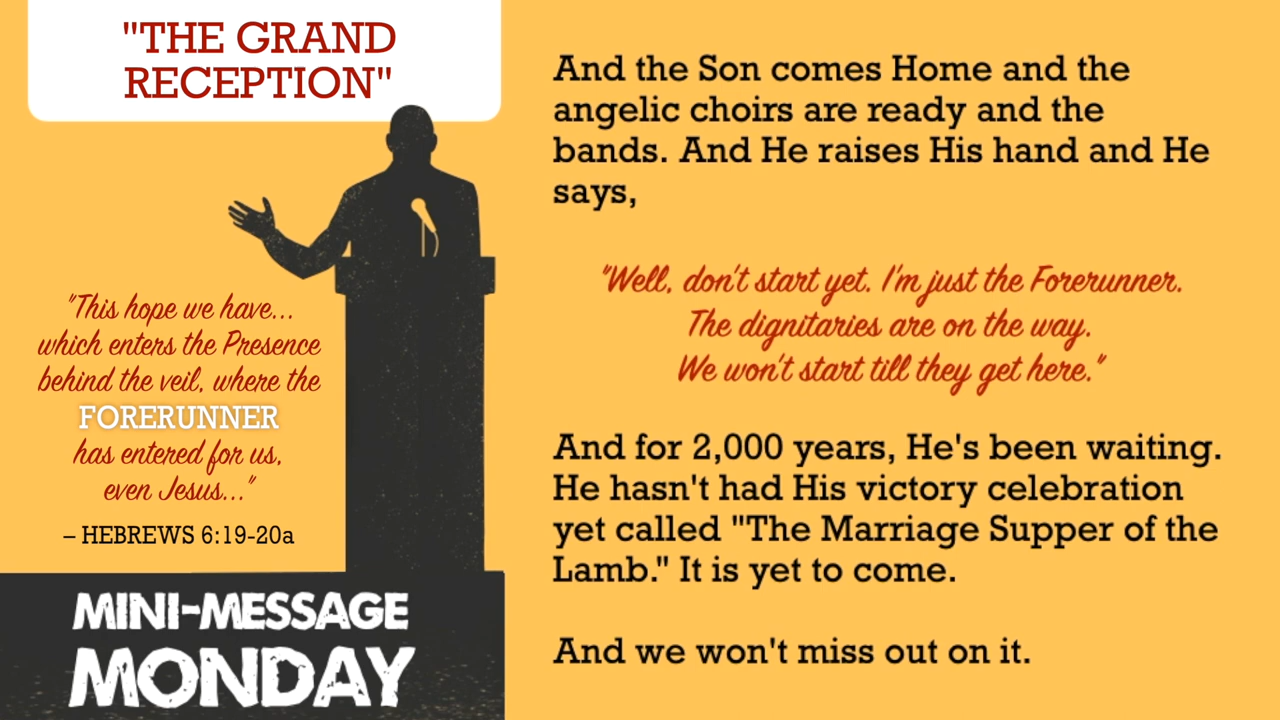 "THE GRAND
RECEPTION"
"This hope we have...
which enters the Presence
behind the veil, where the
FORERUNNER
has entered for us,
even Jesus..."
– HEBREWS 6:19-20a
MINI-MESSAGE
MONDAY
And the Son comes Home and the
angelic choirs are ready and the
bands. And He raises His hand and He
says,
"Well, don't start yet. I'm just the Forerunner.
The dignitaries are on the way.
We won't start till they get here."
And for 2,000 years, He's been waiting.
He hasn't had His victory celebration
yet called "The Marriage Supper of the
Lamb." It is yet to come.
And we won't miss out on it.